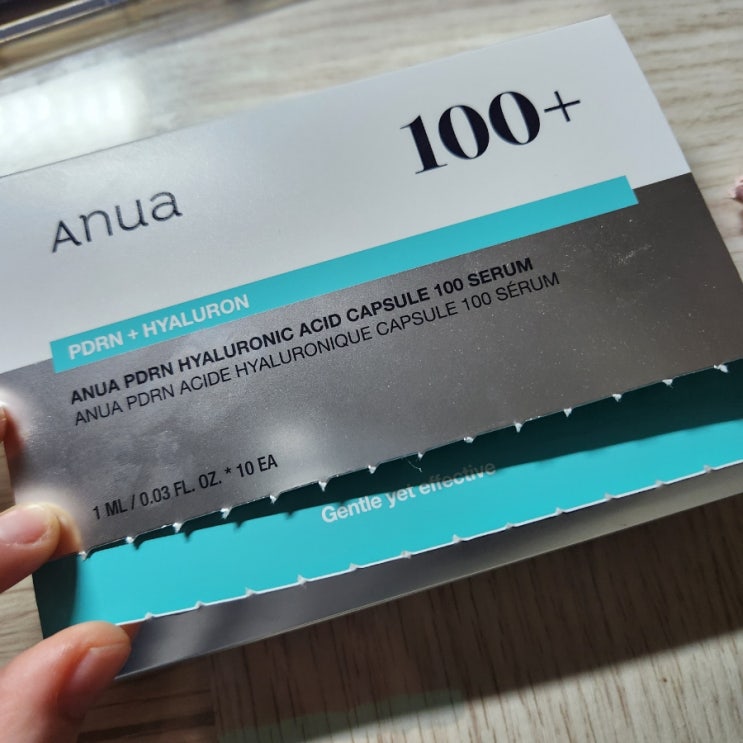 100+
Anua
PDRN + HYALURON
ANUA PDRN HYALURONIC ACID CAPSULE 100 SERUM
ANUA PDRN ACIDE HYALURONIQUE CAPSULE 100 SÉRUM
1 ML / 0.03 FL. OZ. * 10 EA
Gentle yet effective